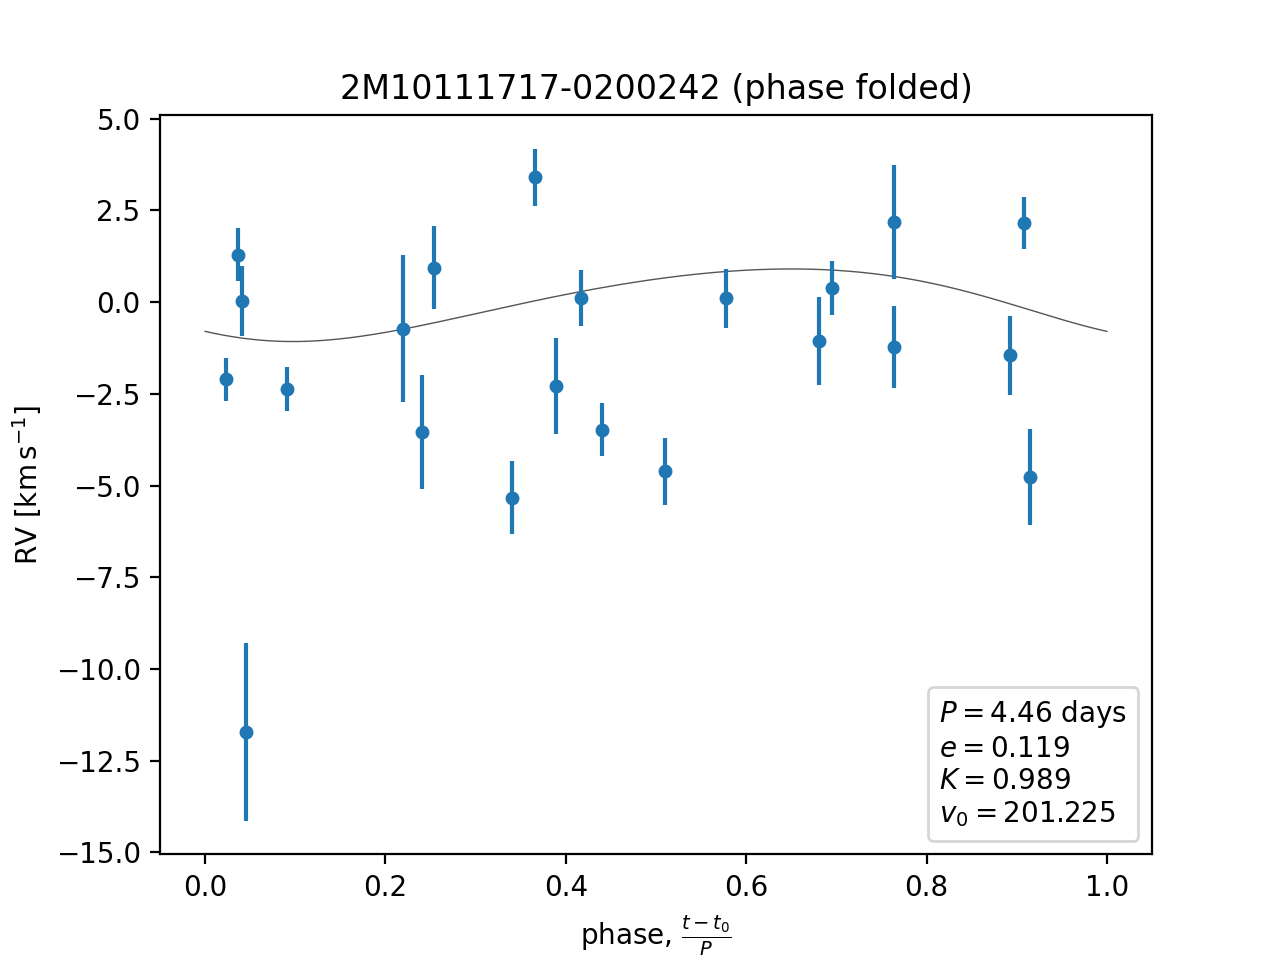 2M10111717-0200242 (phase folded)
5.0
2.5
0.0
−2.5
−5.0
−7.5
−10.0
−12.5
−15.0
RV [km s⁻¹]
P = 4.46 days
e = 0.119
K = 0.989
v₀ = 201.225
0.0 0.2 0.4 0.6 0.8 1.0
phase, (t − t₀)/P